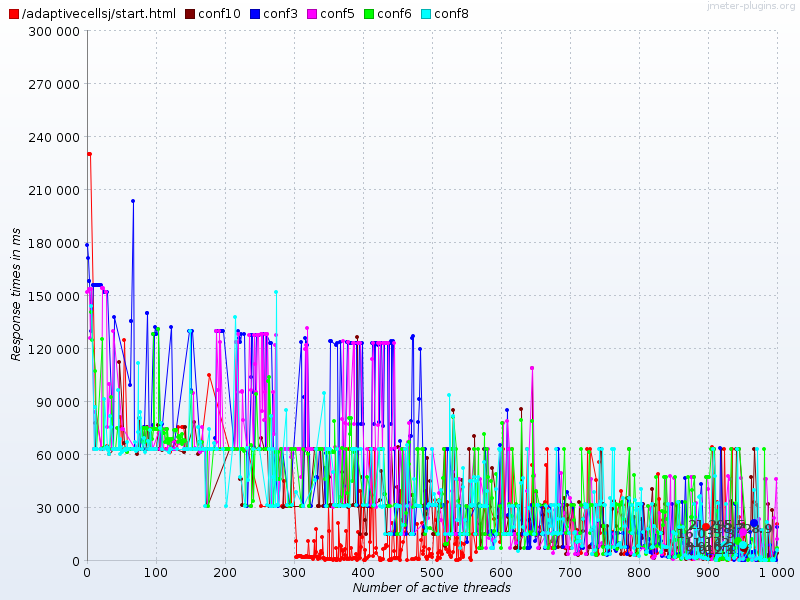 jmeter-plugins.org
/adaptivecellsj/start.html conf10 conf3 conf5 conf6 conf8
300 000
270 000
240 000
210 000
180 000
150 000
120 000
90 000
60 000
30 000
0
Response times in ms
0 100 200 300 400 500 600 700 800 900 1 000
Number of active threads